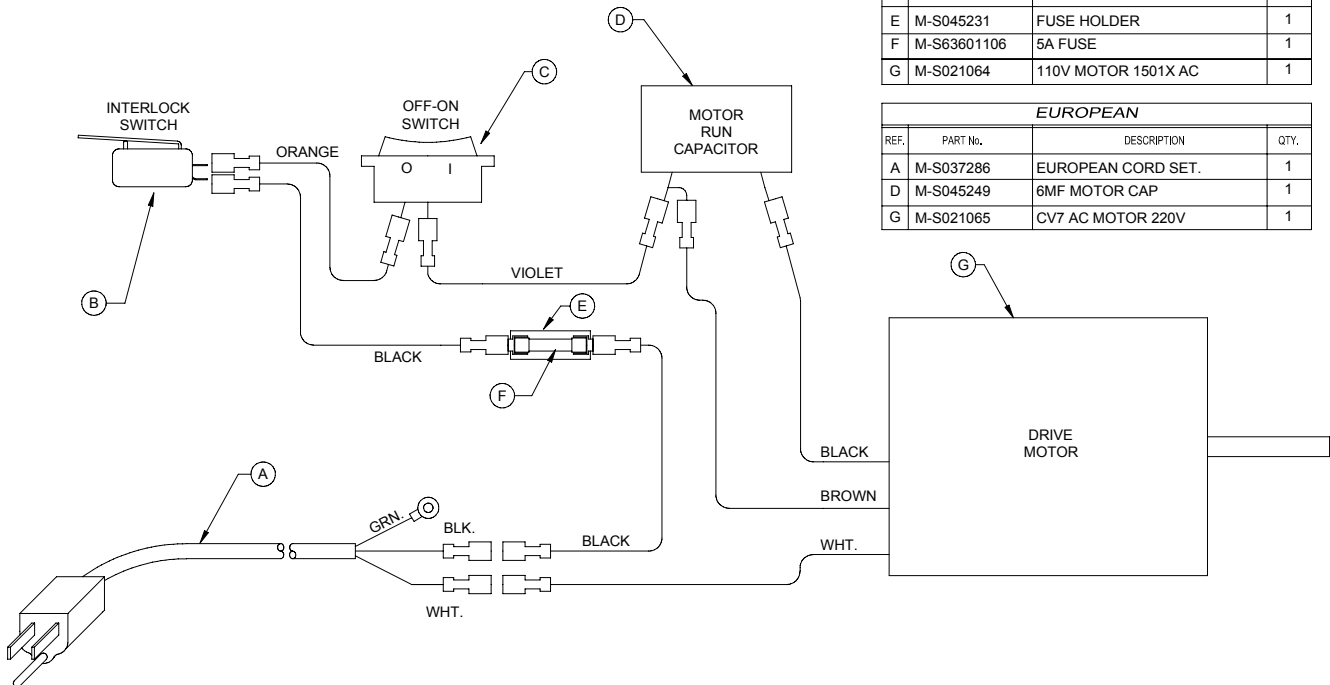 E M-S045231 FUSE HOLDER 1
F M-S63601106 5A FUSE 1
G M-S021064 110V MOTOR 1501X AC 1
EUROPEAN
REF. PART No. DESCRIPTION QTY.
A M-S037286 EUROPEAN CORD SET. 1
D M-S045249 6MF MOTOR CAP 1
G M-S021065 CV7 AC MOTOR 220V 1
D
C
INTERLOCK
SWITCH
OFF-ON
SWITCH
MOTOR
RUN
CAPACITOR
ORANGE
O I
B
VIOLET
G
E
BLACK
F
DRIVE
MOTOR
BLACK
BROWN
A
GRN.
BLK.
BLACK
WHT.
WHT.